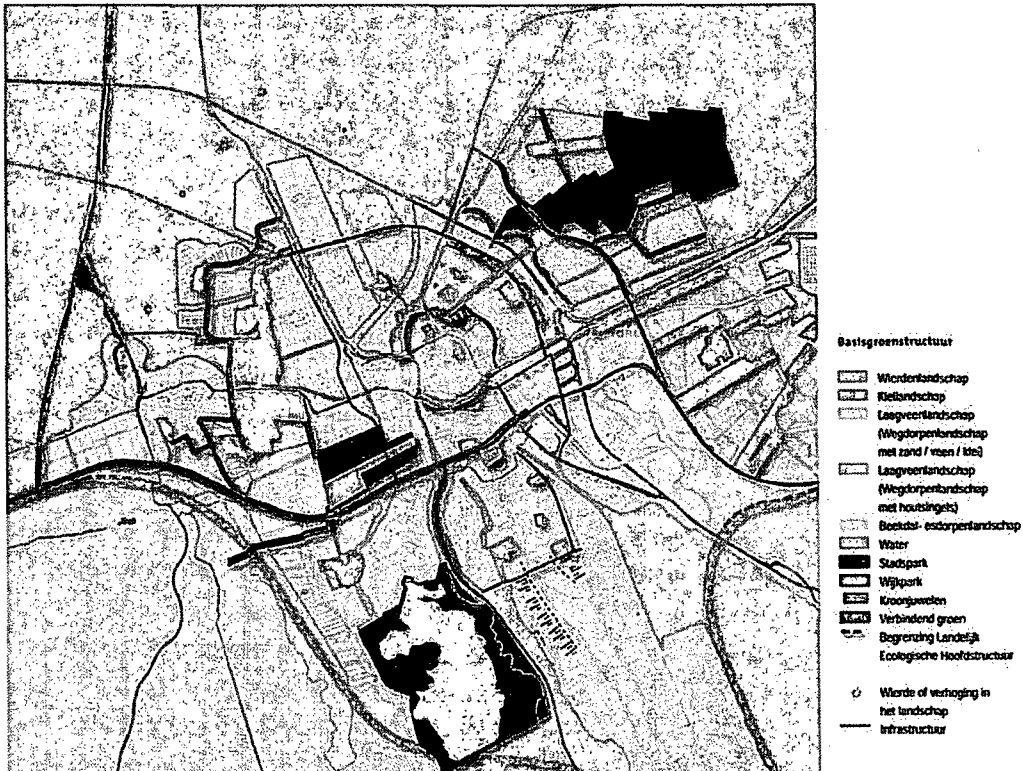 Basisgroenstructuur
Wierdenlandschap
Kleilandschap
Laagveenlandschap
(Wegdorpenlandschap
met zand / veen / klei)
Laagveenlandschap
(Wegdorpenlandschap
met houtsingels)
Beekdal- esdorpenlandschap
Water
Stadspark
Wijkpark
Kroonjuwelen
Verbindend groen
Begrenzing Landelijk
Ecologische Hoofdstructuur
Wierde of verhoging in
het landschap
Infrastructuur